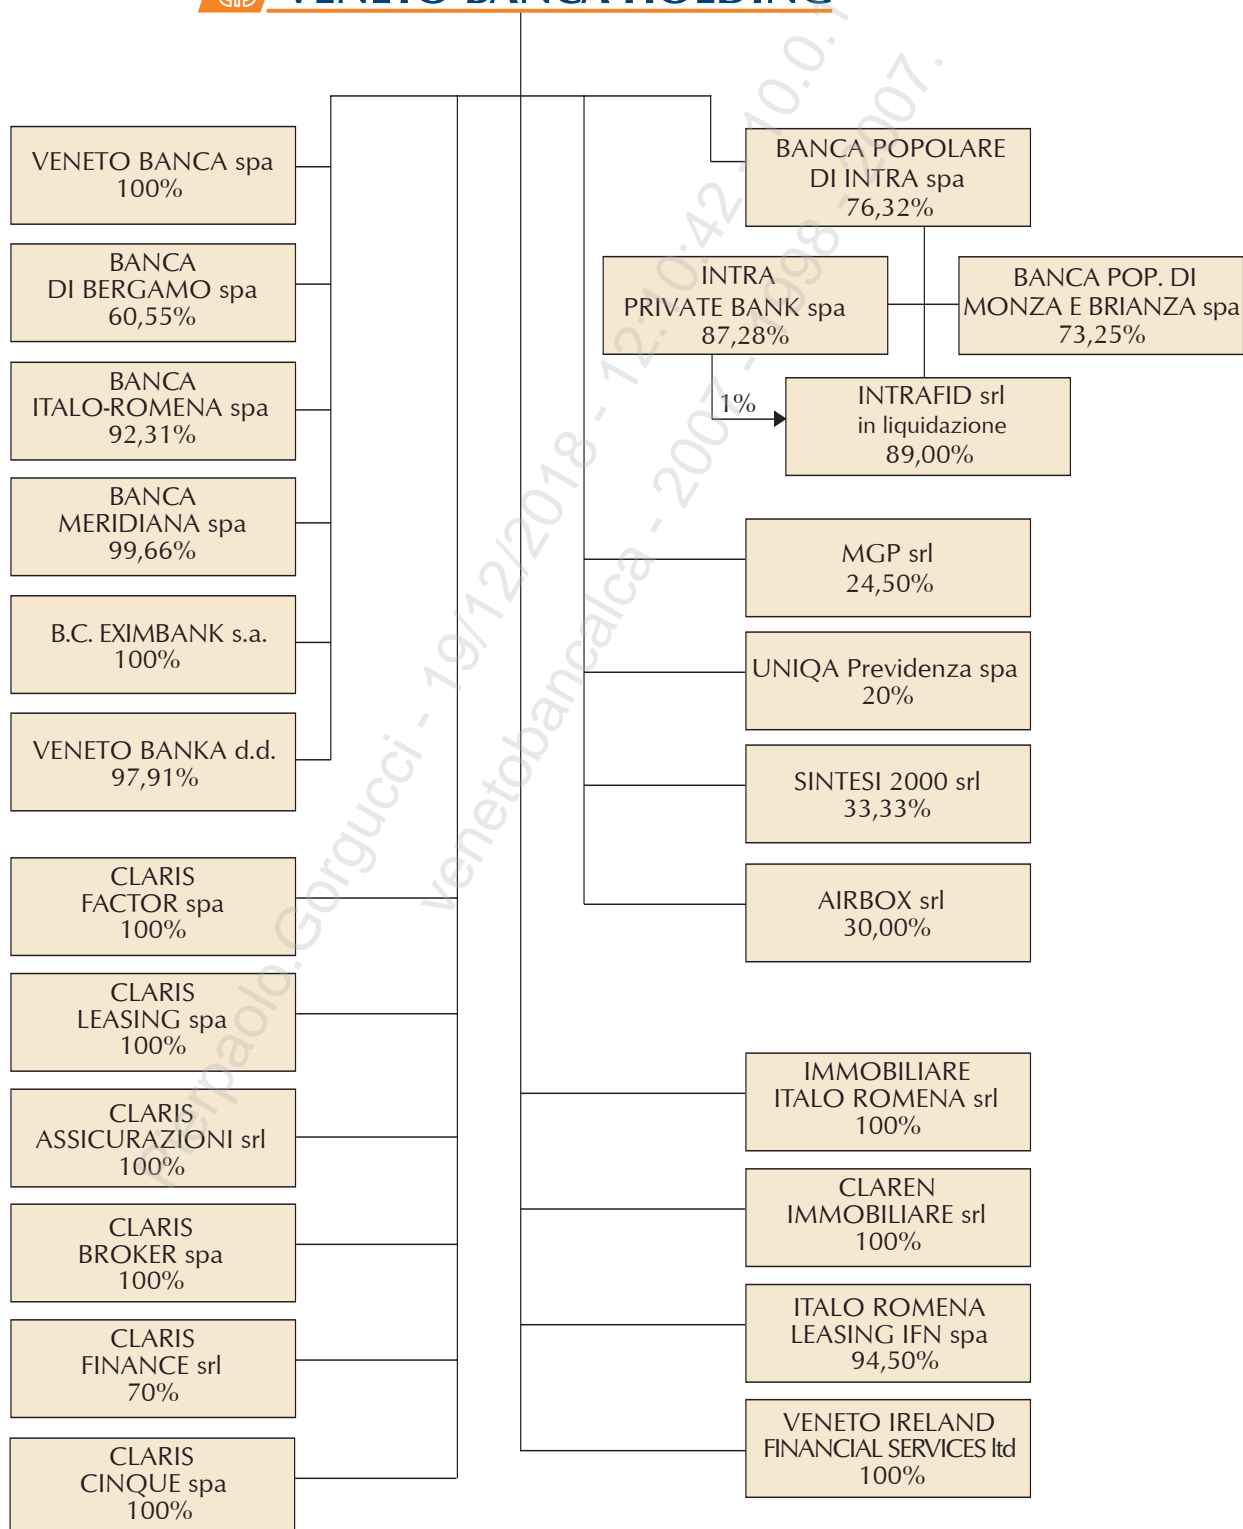 VENETO BANCA HOLDING
VENETO BANCA spa
100%
BANCA
DI BERGAMO spa
60,55%
BANCA
ITALO-ROMENA spa
92,31%
BANCA
MERIDIANA spa
99,66%
B.C. EXIMBANK s.a.
100%
VENETO BANKA d.d.
97,91%
CLARIS
FACTOR spa
100%
CLARIS
LEASING spa
100%
CLARIS
ASSICURAZIONI srl
100%
CLARIS
BROKER spa
100%
CLARIS
FINANCE srl
70%
CLARIS
CINQUE spa
100%
BANCA POPOLARE
DI INTRA spa
76,32%
INTRA
PRIVATE BANK spa
87,28%
BANCA POP. DI
MONZA E BRIANZA spa
73,25%
1%
INTRAFID srl
in liquidazione
89,00%
MGP srl
24,50%
UNIQA Previdenza spa
20%
SINTESI 2000 srl
33,33%
AIRBOX srl
30,00%
IMMOBILIARE
ITALO ROMENA srl
100%
CLAREN
IMMOBILIARE srl
100%
ITALO ROMENA
LEASING IFN spa
94,50%
VENETO IRELAND
FINANCIAL SERVICES ltd
100%
Pierpaolo.Gorgucci - 19/12/2018 - 12:10:42 - 10.0.1
venetobancalca - 2007 - 1998 - 2007.